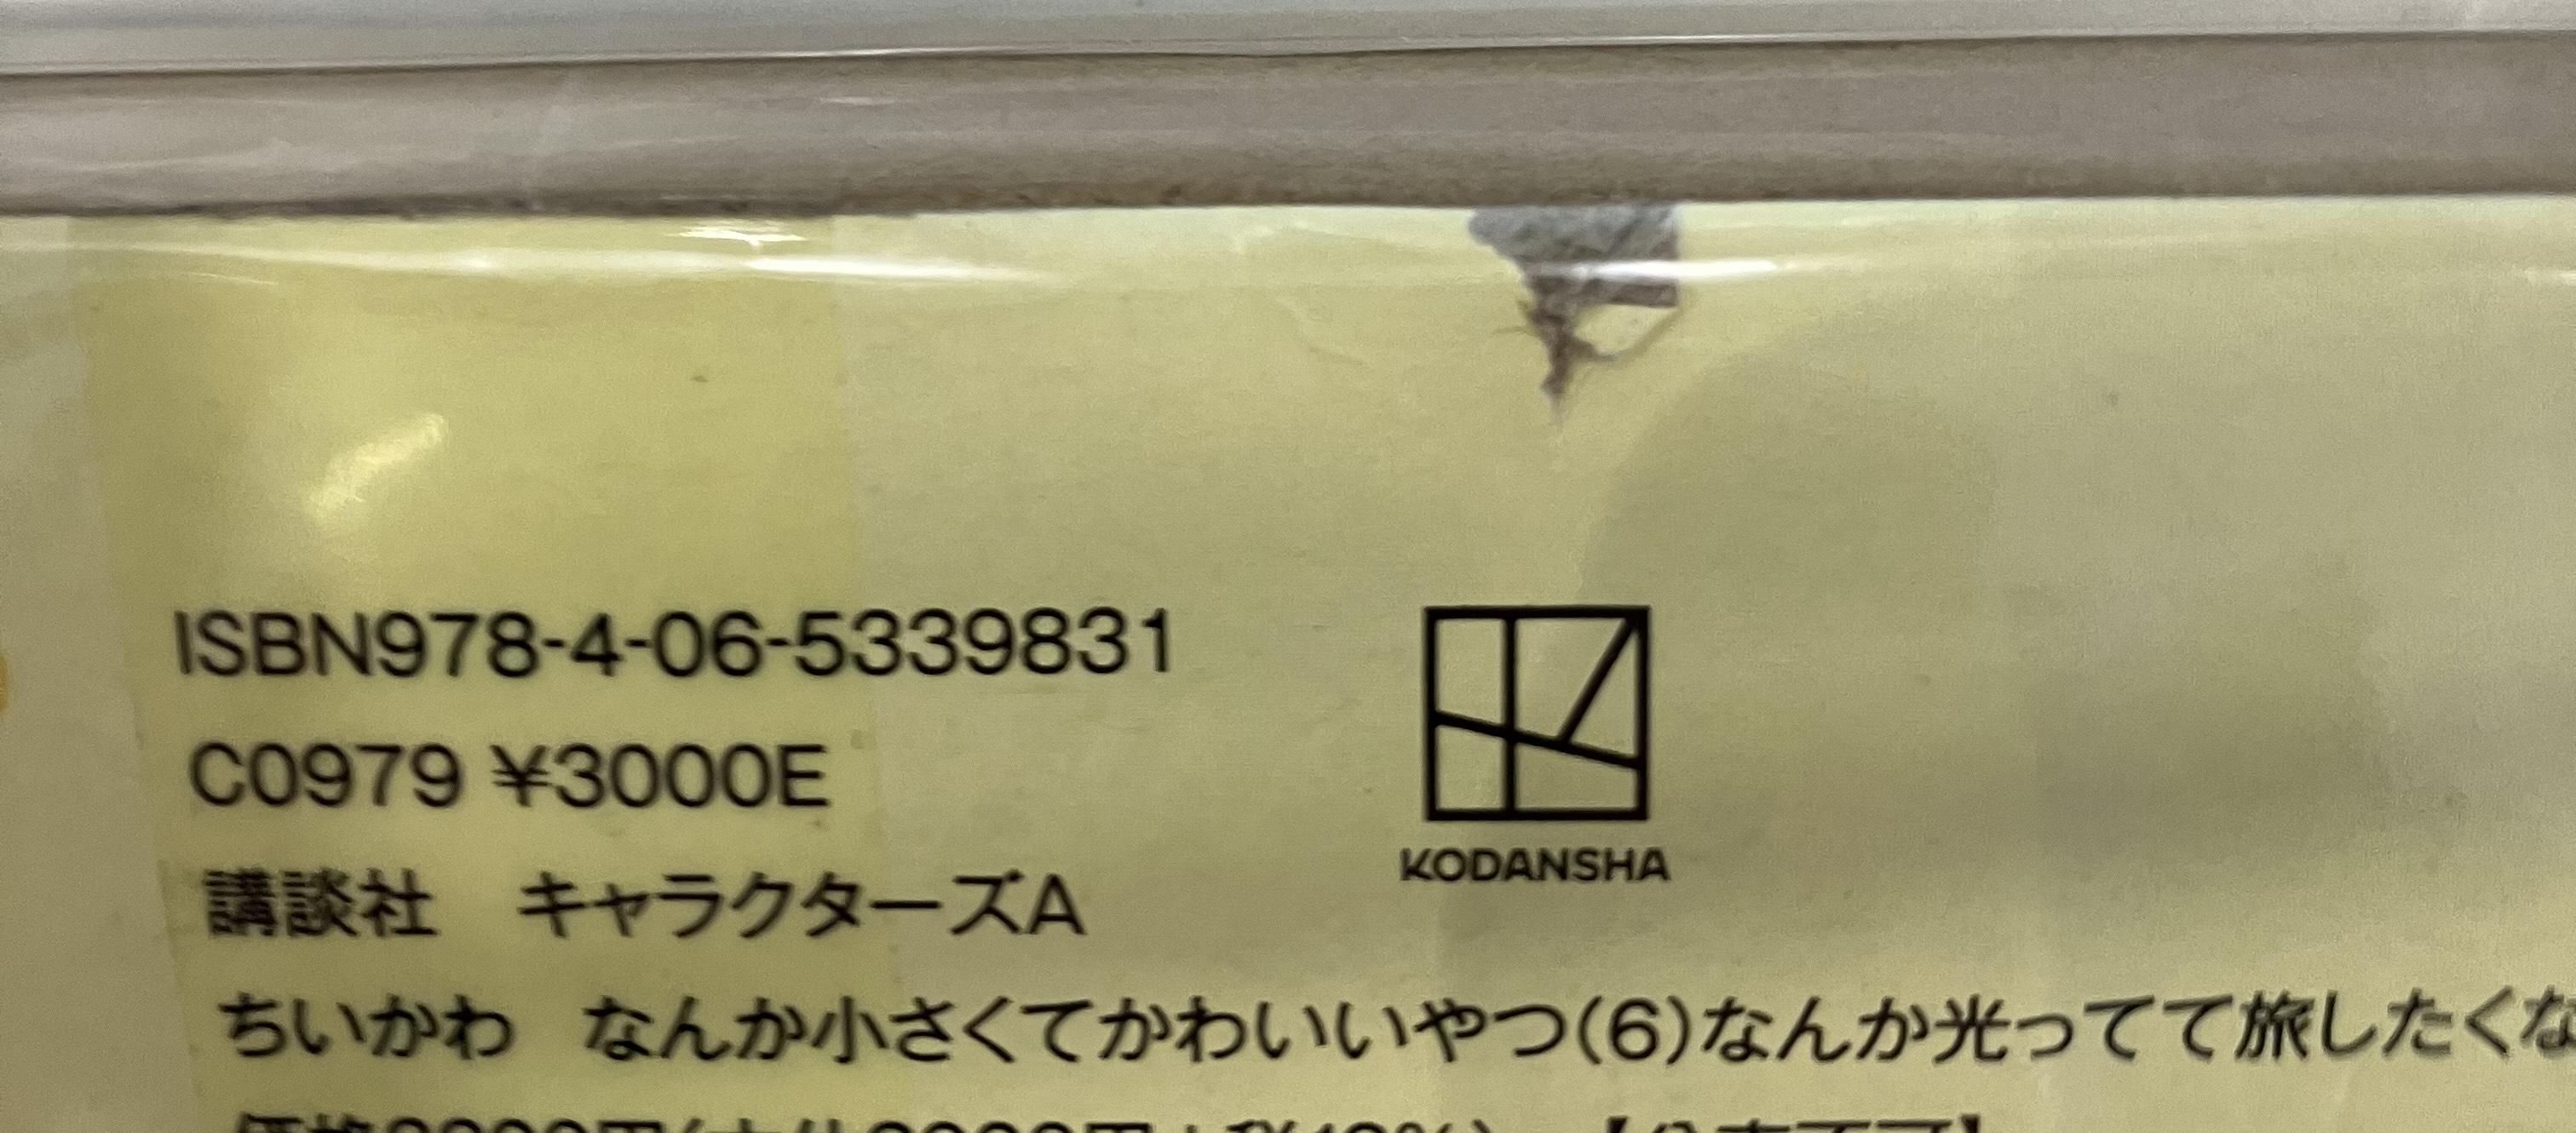 ISBN978-4-06-5339831
C0979 ¥3000E
KODANSHA
講談社　キャラクターズA
ちいかわ　なんか小さくてかわいいやつ(6)なんか光ってて旅したくな